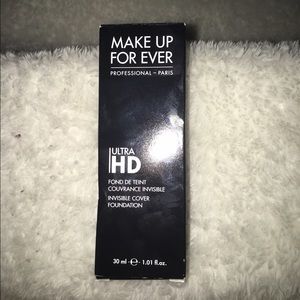 MAKE UP
FOR EVER
PROFESSIONAL – PARIS
ULTRA
HD
FOND DE TEINT
COUVRANCE INVISIBLE
INVISIBLE COVER
FOUNDATION
30 ml - ℮ - 1.01 fl.oz.